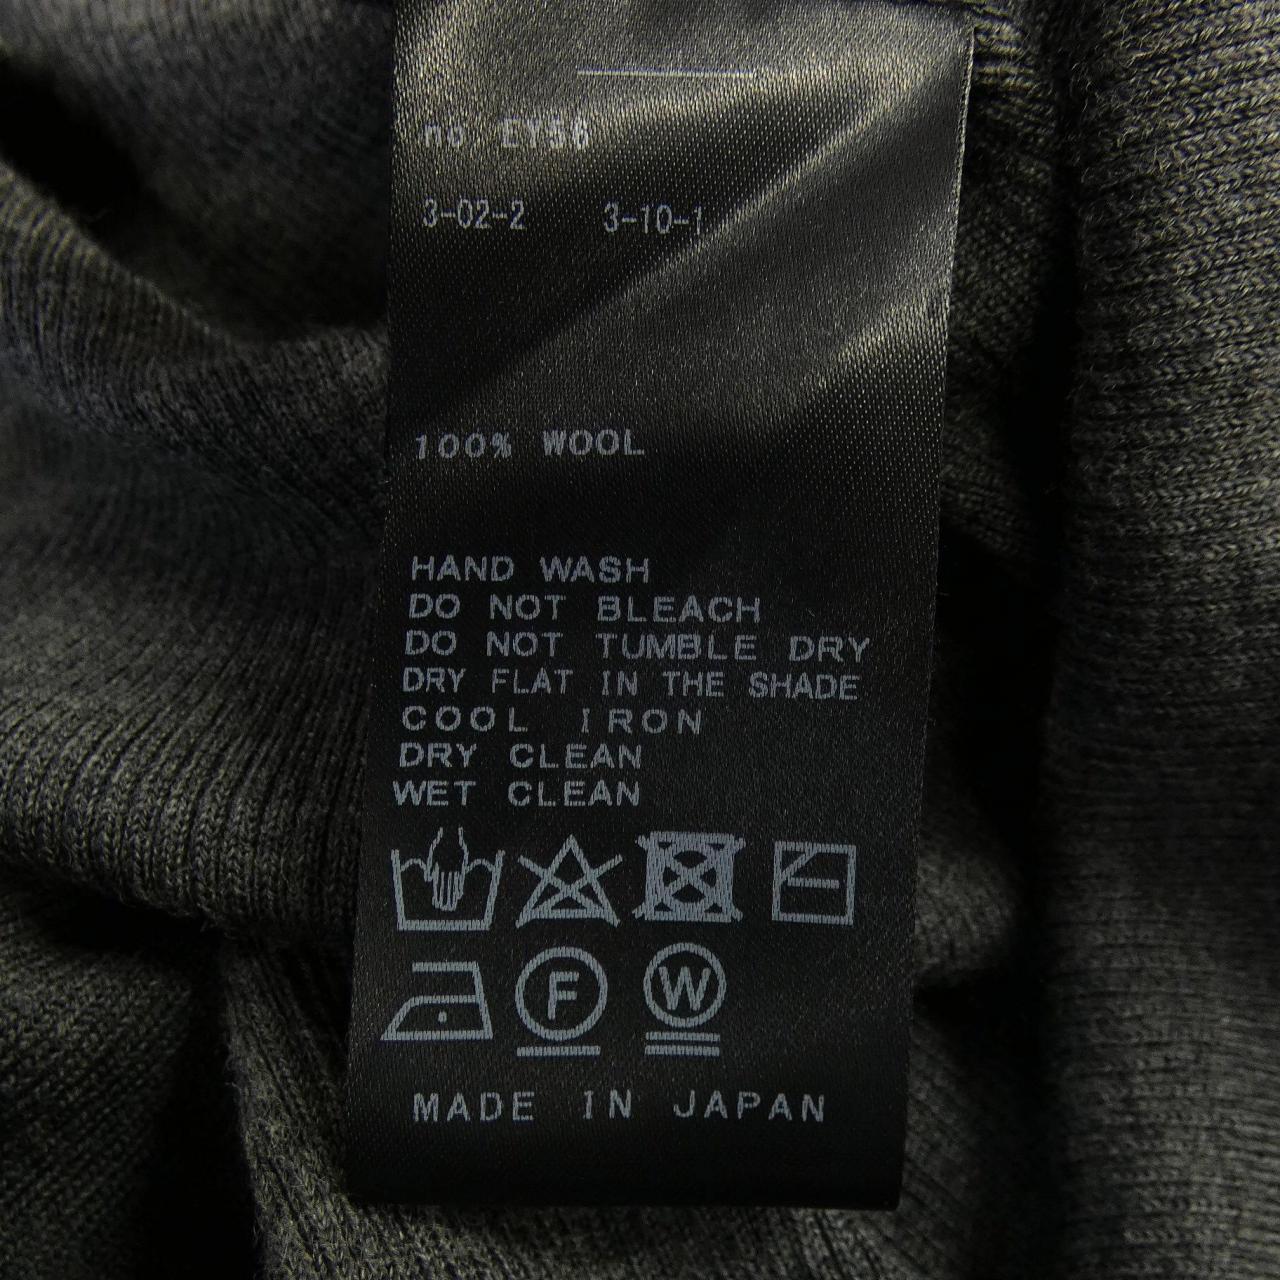 no. EY56
3-02-2 3-10-1
100% WOOL
HAND WASH
DO NOT BLEACH
DO NOT TUMBLE DRY
DRY FLAT IN THE SHADE
COOL IRON
DRY CLEAN
WET CLEAN
F W
MADE IN JAPAN